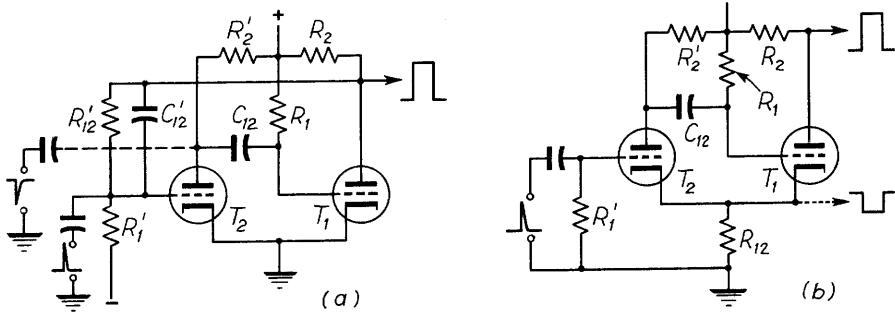 R₂'
+
R₂
R₁₂'
C₁₂'
C₁₂
R₁
T₂
T₁
R₁'
−
(a)
R₂'
R₂
R₁
C₁₂
T₂
T₁
R₁'
R₁₂
(b)